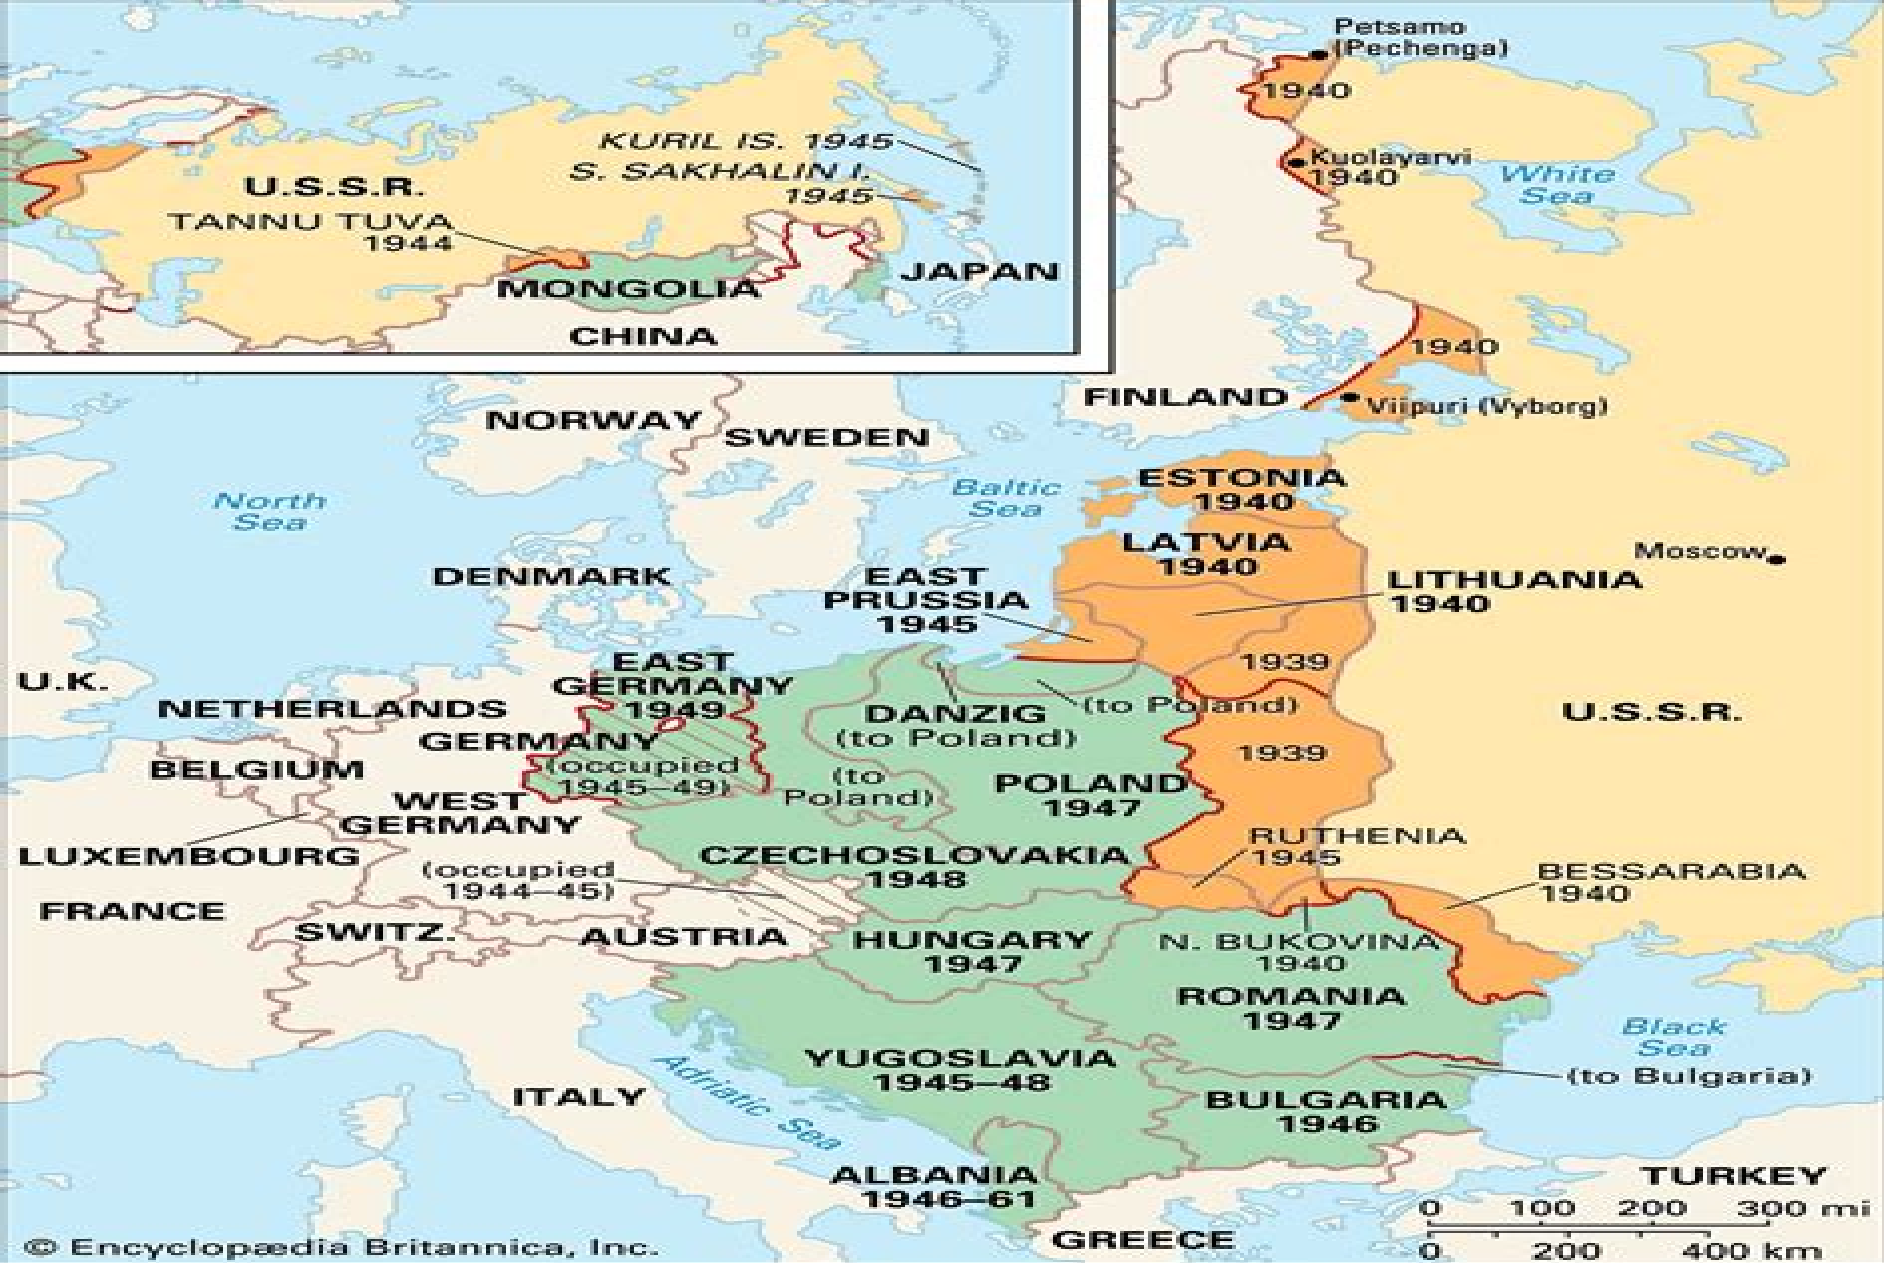 KURIL IS. 1945
S. SAKHALIN I.
1945
U.S.S.R.
TANNU TUVA
1944
MONGOLIA
JAPAN
CHINA
Petsamo
(Pechenga)
1940
Kuolayarvi
1940
White
Sea
1940
FINLAND
Viipuri (Vyborg)
NORWAY
SWEDEN
North
Sea
Baltic
Sea
ESTONIA
1940
LATVIA
1940
Moscow
LITHUANIA
1940
DENMARK
EAST
PRUSSIA
1945
1939
U.K.
NETHERLANDS
EAST
GERMANY
1949
DANZIG
(to Poland)
(to Poland)
U.S.S.R.
GERMANY
(occupied
1945–49)
BELGIUM
1939
(to
Poland)
POLAND
1947
WEST
GERMANY
LUXEMBOURG
RUTHENIA
1945
CZECHOSLOVAKIA
1948
BESSARABIA
1940
(occupied
1944–45)
FRANCE
SWITZ.
AUSTRIA
HUNGARY
1947
N. BUKOVINA
1940
ROMANIA
1947
Black
Sea
YUGOSLAVIA
1945–48
(to Bulgaria)
ITALY
Adriatic Sea
BULGARIA
1946
ALBANIA
1946–61
TURKEY
GREECE
0 100 200 300 mi
0 200 400 km
© Encyclopædia Britannica, Inc.